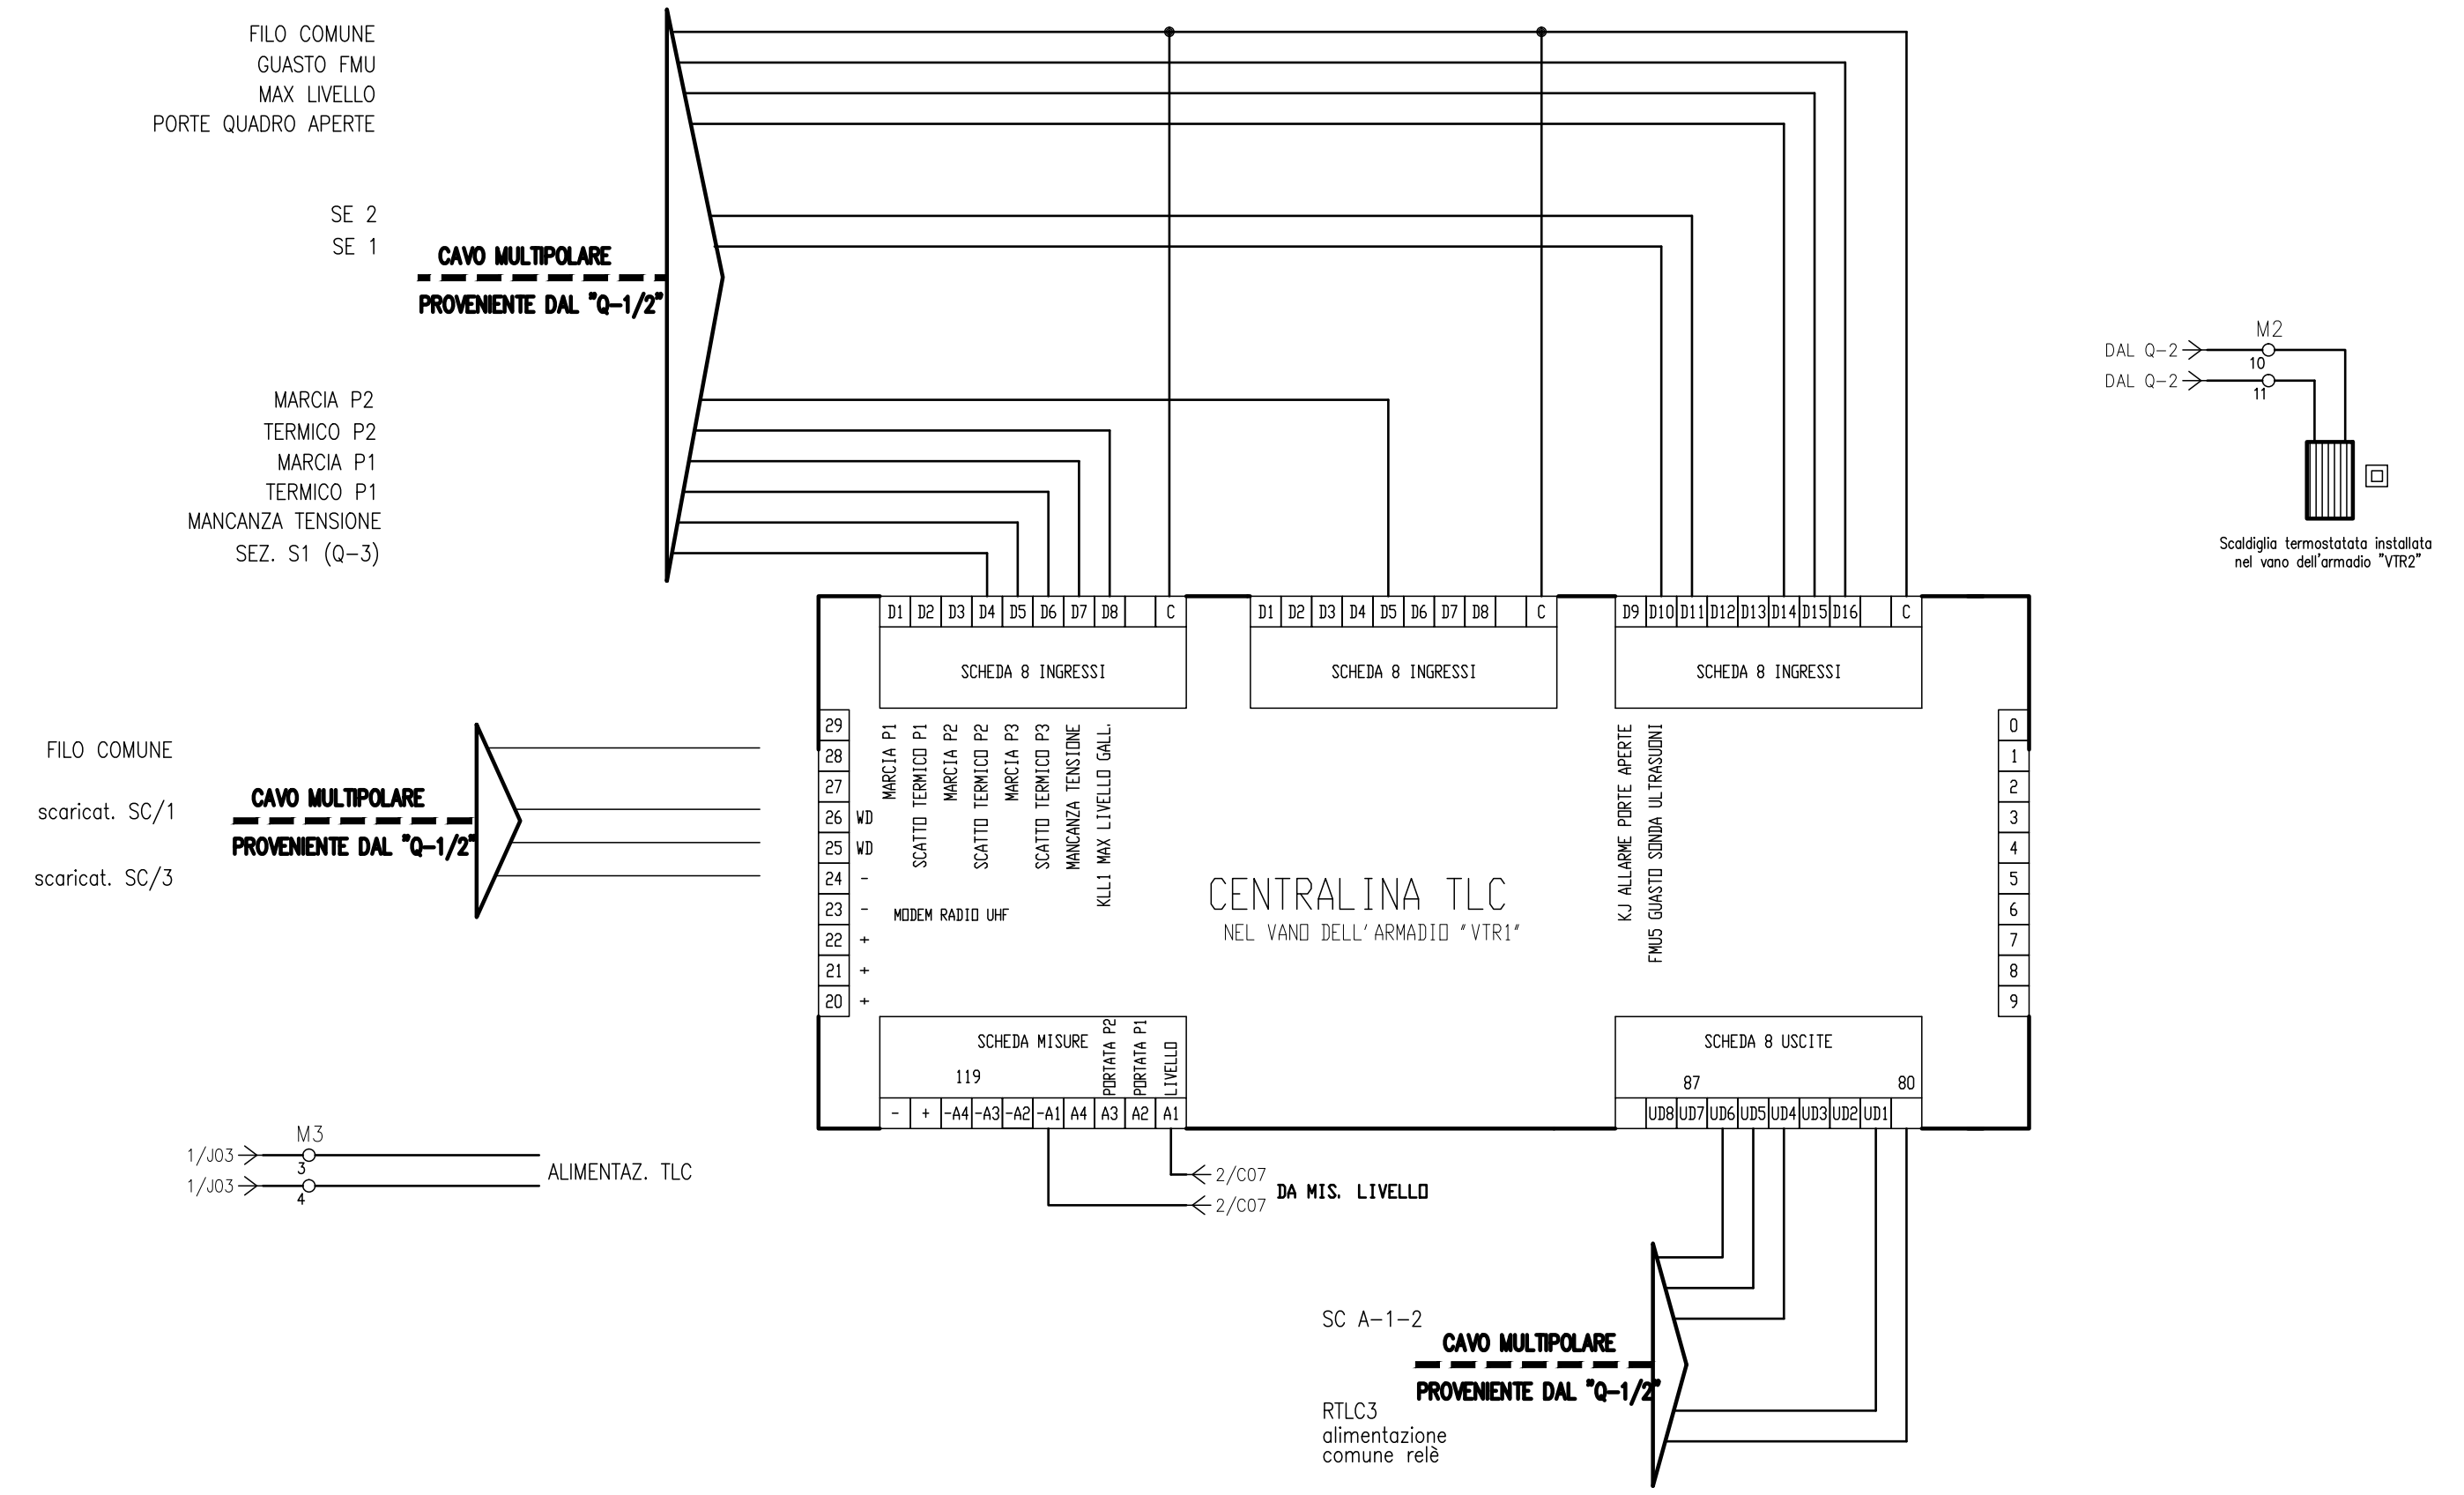 FILO COMUNE
GUASTO FMU
MAX LIVELLO
PORTE QUADRO APERTE
SE 2
SE 1
CAVO MULTIPOLARE
PROVENIENTE DAL "Q-1/2"
MARCIA P2
TERMICO P2
MARCIA P1
TERMICO P1
MANCANZA TENSIONE
SEZ. S1 (Q-3)
M2
DAL Q-2
10
DAL Q-2
11
Scaldiglia termostatata installata
nel vano dell'armadio "VTR2"
D1 D2 D3 D4 D5 D6 D7 D8 C
SCHEDA 8 INGRESSI
D1 D2 D3 D4 D5 D6 D7 D8 C
SCHEDA 8 INGRESSI
D9 D10 D11 D12 D13 D14 D15 D16 C
SCHEDA 8 INGRESSI
FILO COMUNE
scaricat. SC/1
CAVO MULTIPOLARE
PROVENIENTE DAL "Q-1/2"
scaricat. SC/3
29
28
27
26 WD
25 WD
24 -
23 -
22 +
21 +
20 +
MARCIA P1
SCATTO TERMICO P1
MARCIA P2
SCATTO TERMICO P2
MARCIA P3
SCATTO TERMICO P3
MANCANZA TENSIONE
KLL1 MAX LIVELLO GALL.
MODEM RADIO UHF
CENTRALINA TLC
NEL VANO DELL'ARMADIO "VTR1"
KJ ALLARME PORTE APERTE
FMU5 GUASTO SONDA ULTRASUONI
0
1
2
3
4
5
6
7
8
9
SCHEDA MISURE
119
PORTATA P2
PORTATA P1
LIVELLO
- + -A4 -A3 -A2 -A1 A4 A3 A2 A1
SCHEDA 8 USCITE
87 80
UD8 UD7 UD6 UD5 UD4 UD3 UD2 UD1
M3
1/J03
3
1/J03
4
ALIMENTAZ. TLC
2/C07
2/C07
DA MIS. LIVELLO
SC A-1-2
CAVO MULTIPOLARE
PROVENIENTE DAL "Q-1/2"
RTLC3
alimentazione
comune relè